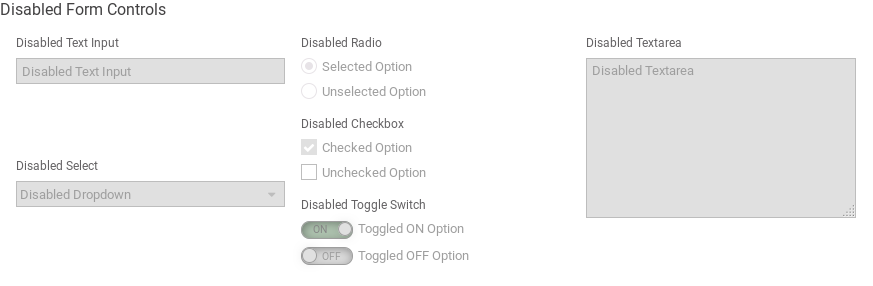 Disabled Form Controls
Disabled Text Input
Disabled Text Input
Disabled Select
Disabled Dropdown
Disabled Radio
Selected Option
Unselected Option
Disabled Checkbox
Checked Option
Unchecked Option
Disabled Toggle Switch
ON Toggled ON Option
OFF Toggled OFF Option
Disabled Textarea
Disabled Textarea